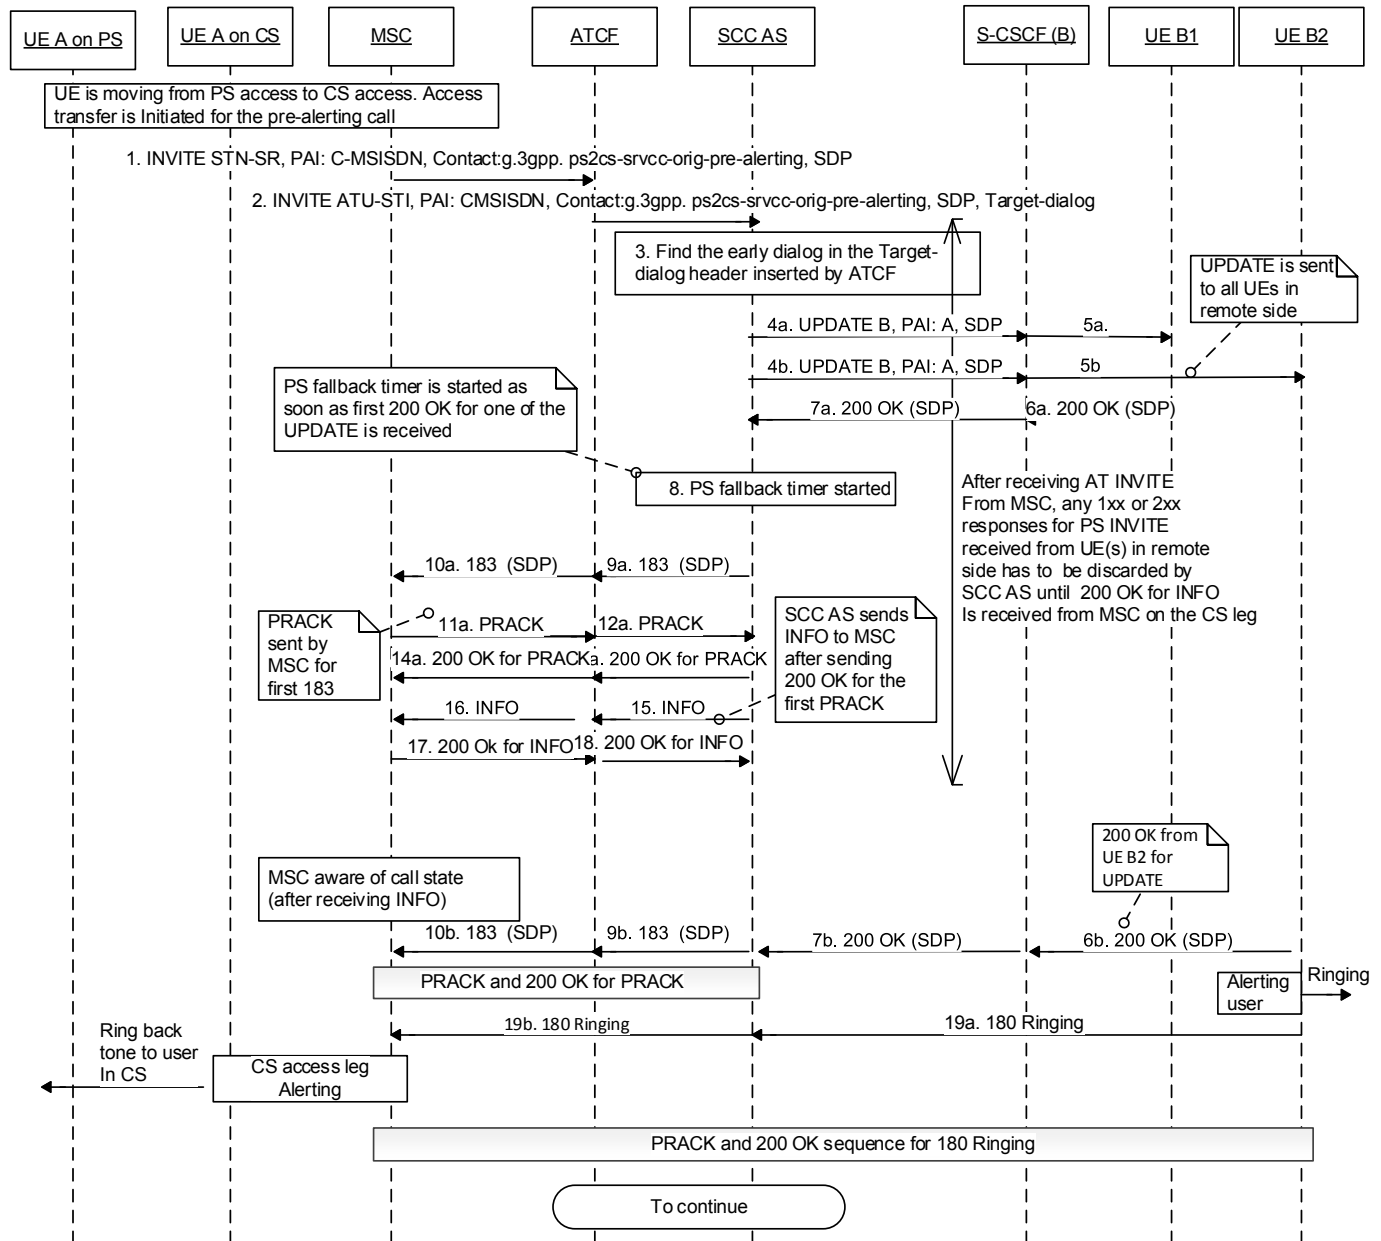 UE A on PS
UE A on CS
MSC
ATCF
SCC AS
S-CSCF (B)
UE B1
UE B2
UE is moving from PS access to CS access. Access
transfer is Initiated for the pre-alerting call
1. INVITE STN-SR, PAI: C-MSISDN, Contact:g.3gpp. ps2cs-srvcc-orig-pre-alerting, SDP
2. INVITE ATU-STI, PAI: CMSISDN, Contact:g.3gpp. ps2cs-srvcc-orig-pre-alerting, SDP, Target-dialog
3. Find the early dialog in the Target-
dialog header inserted by ATCF
UPDATE is sent
to all UEs in
remote side
4a. UPDATE B, PAI: A, SDP
5a.
4b. UPDATE B, PAI: A, SDP
5b
PS fallback timer is started as
soon as first 200 OK for one of the
UPDATE is received
7a. 200 OK (SDP)
6a. 200 OK (SDP)
8. PS fallback timer started
After receiving AT INVITE
From MSC, any 1xx or 2xx
responses for PS INVITE
received from UE(s) in remote
side has to be discarded by
SCC AS until 200 OK for INFO
Is received from MSC on the CS leg
10a. 183 (SDP)
9a. 183 (SDP)
PRACK
sent by
MSC for
first 183
11a. PRACK
12a. PRACK
SCC AS sends
INFO to MSC
after sending
200 OK for the
first PRACK
14a. 200 OK for PRACK
a. 200 OK for PRACK
16. INFO
15. INFO
17. 200 Ok for INFO
18. 200 OK for INFO
200 OK from
UE B2 for
UPDATE
MSC aware of call state
(after receiving INFO)
10b. 183 (SDP)
9b. 183 (SDP)
7b. 200 OK (SDP)
6b. 200 OK (SDP)
PRACK and 200 OK for PRACK
Alerting
user
Ringing
19b. 180 Ringing
19a. 180 Ringing
Ring back
tone to user
In CS
CS access leg
Alerting
PRACK and 200 OK sequence for 180 Ringing
To continue